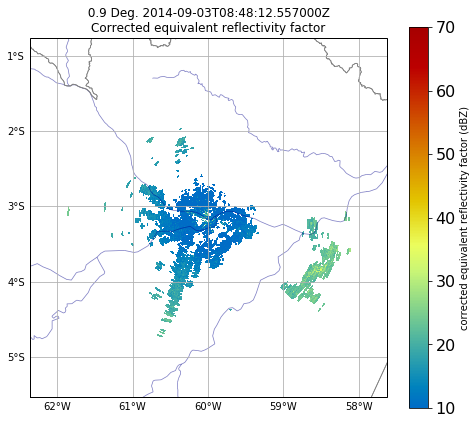 0.9 Deg. 2014-09-03T08:48:12.557000Z
Corrected equivalent reflectivity factor
1°S
2°S
3°S
4°S
5°S
62°W 61°W 60°W 59°W 58°W
70
60
50
40
30
20
10
corrected equivalent reflectivity factor (dBZ)